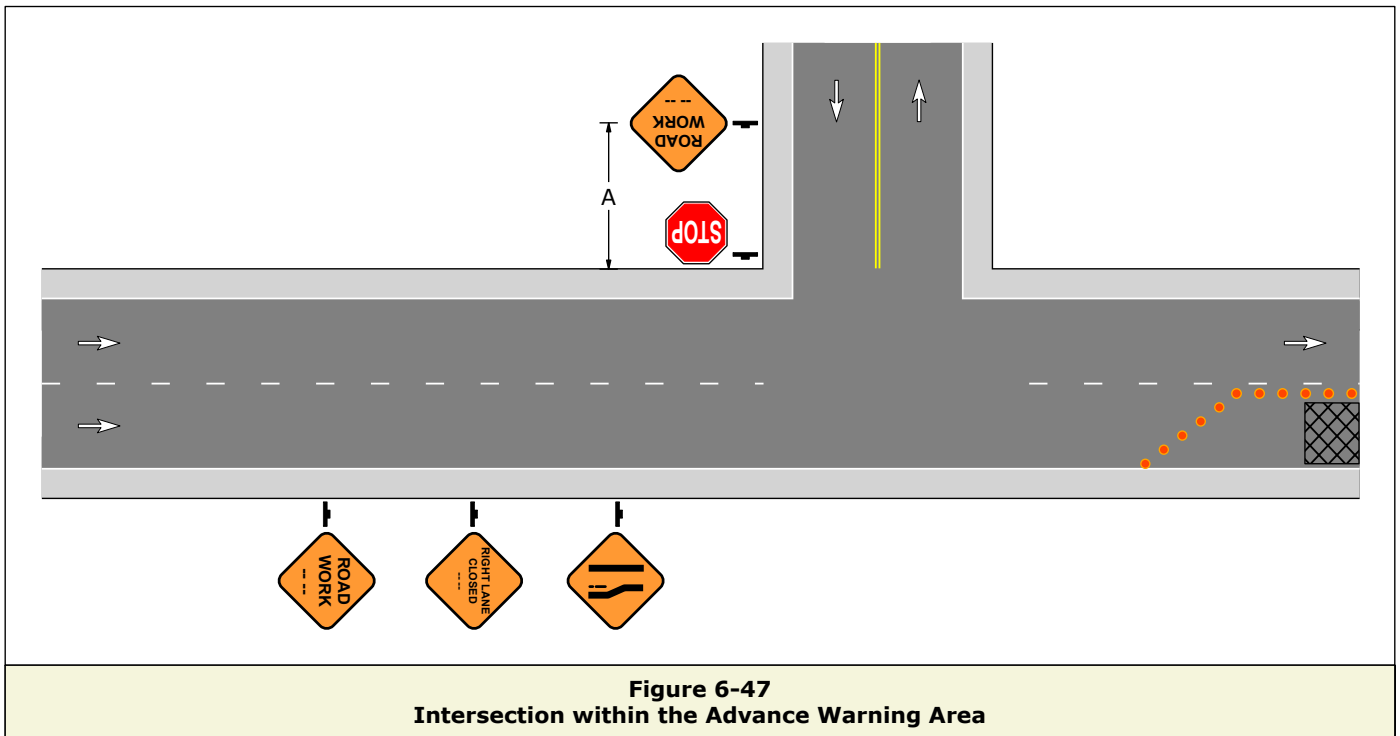 ROAD
WORK
-- --
A
STOP
ROAD
WORK
-- --
RIGHT LANE
CLOSED
-- --
Figure 6-47
Intersection within the Advance Warning Area